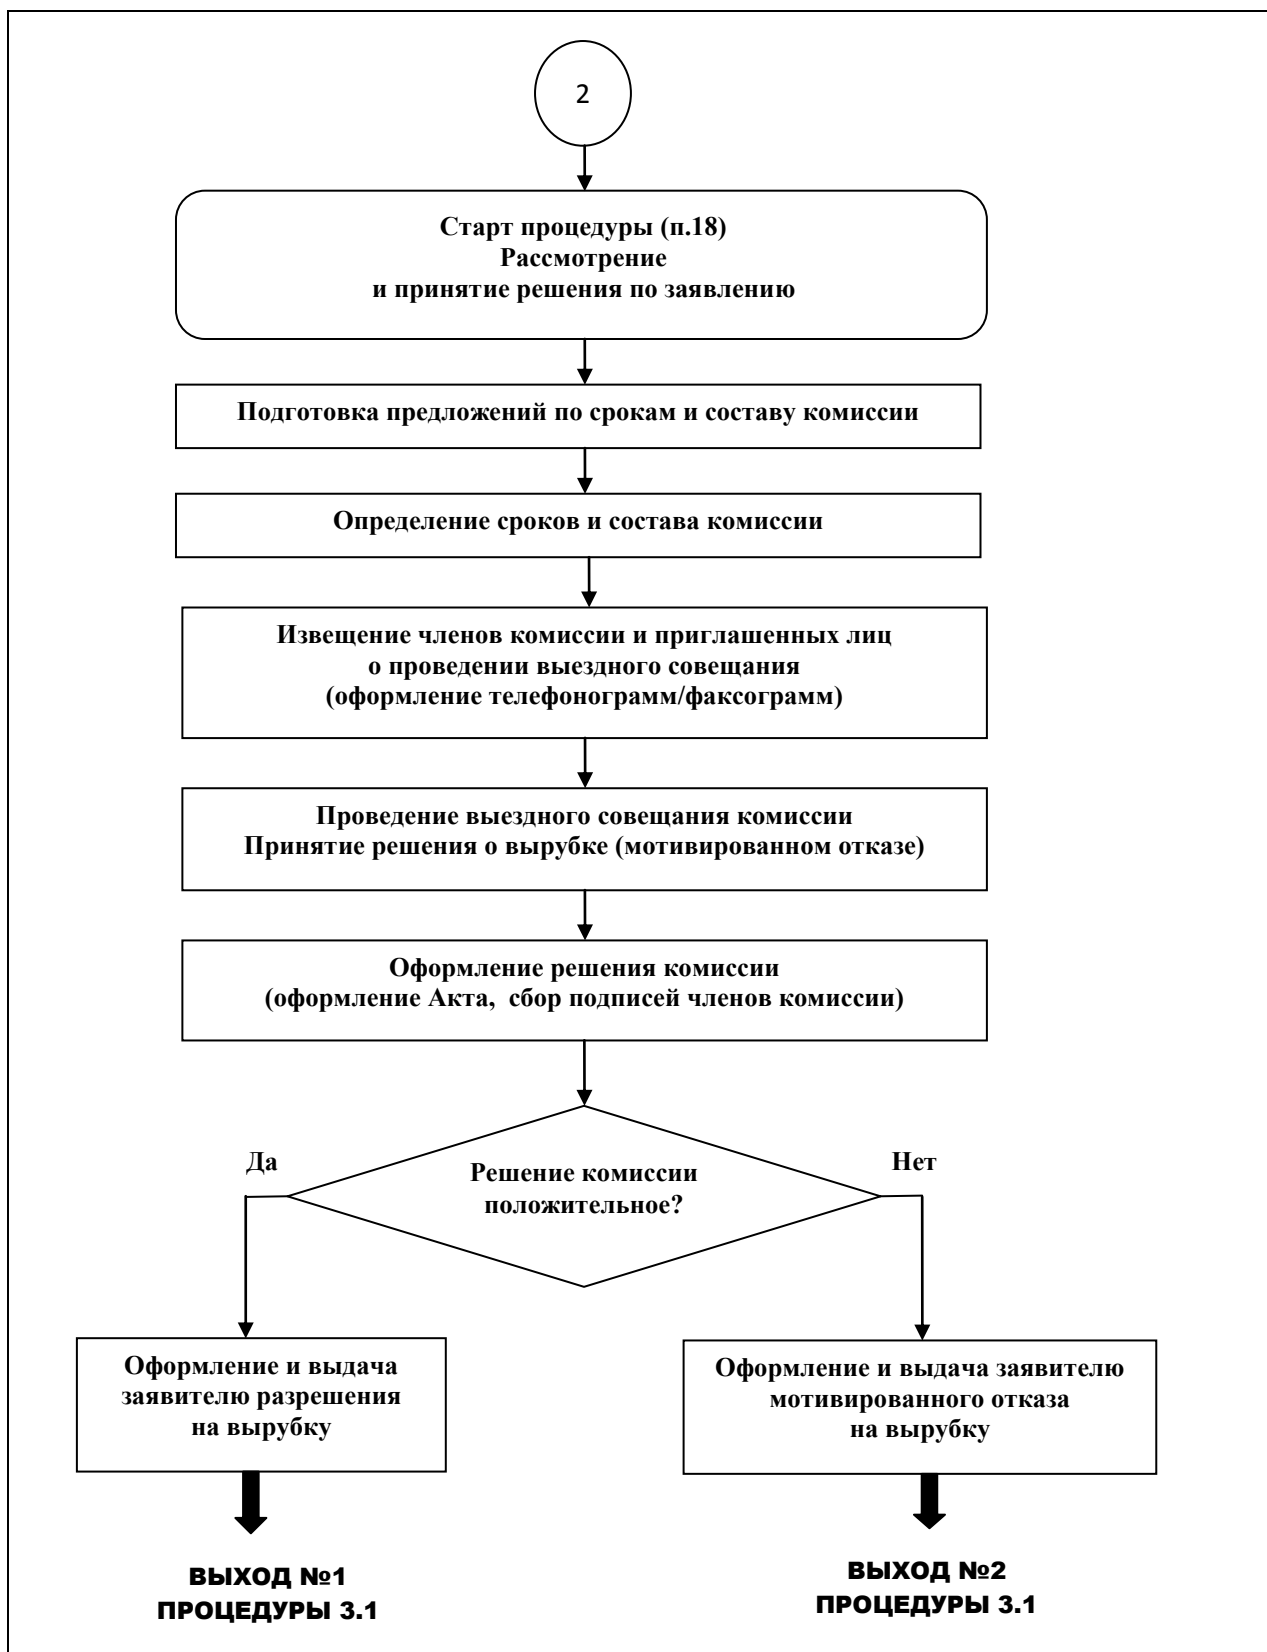 2
Старт процедуры (п.18)
Рассмотрение
и принятие решения по заявлению
Подготовка предложений по срокам и составу комиссии
Определение сроков и состава комиссии
Извещение членов комиссии и приглашенных лиц
о проведении выездного совещания
(оформление телефонограмм/факсограмм)
Проведение выездного совещания комиссии
Принятие решения о вырубке (мотивированном отказе)
Оформление решения комиссии
(оформление Акта, сбор подписей членов комиссии)
Да
Нет
Решение комиссии
положительное?
Оформление и выдача
заявителю разрешения
на вырубку
Оформление и выдача заявителю
мотивированного отказа
на вырубку
ВЫХОД №1
ПРОЦЕДУРЫ 3.1
ВЫХОД №2
ПРОЦЕДУРЫ 3.1